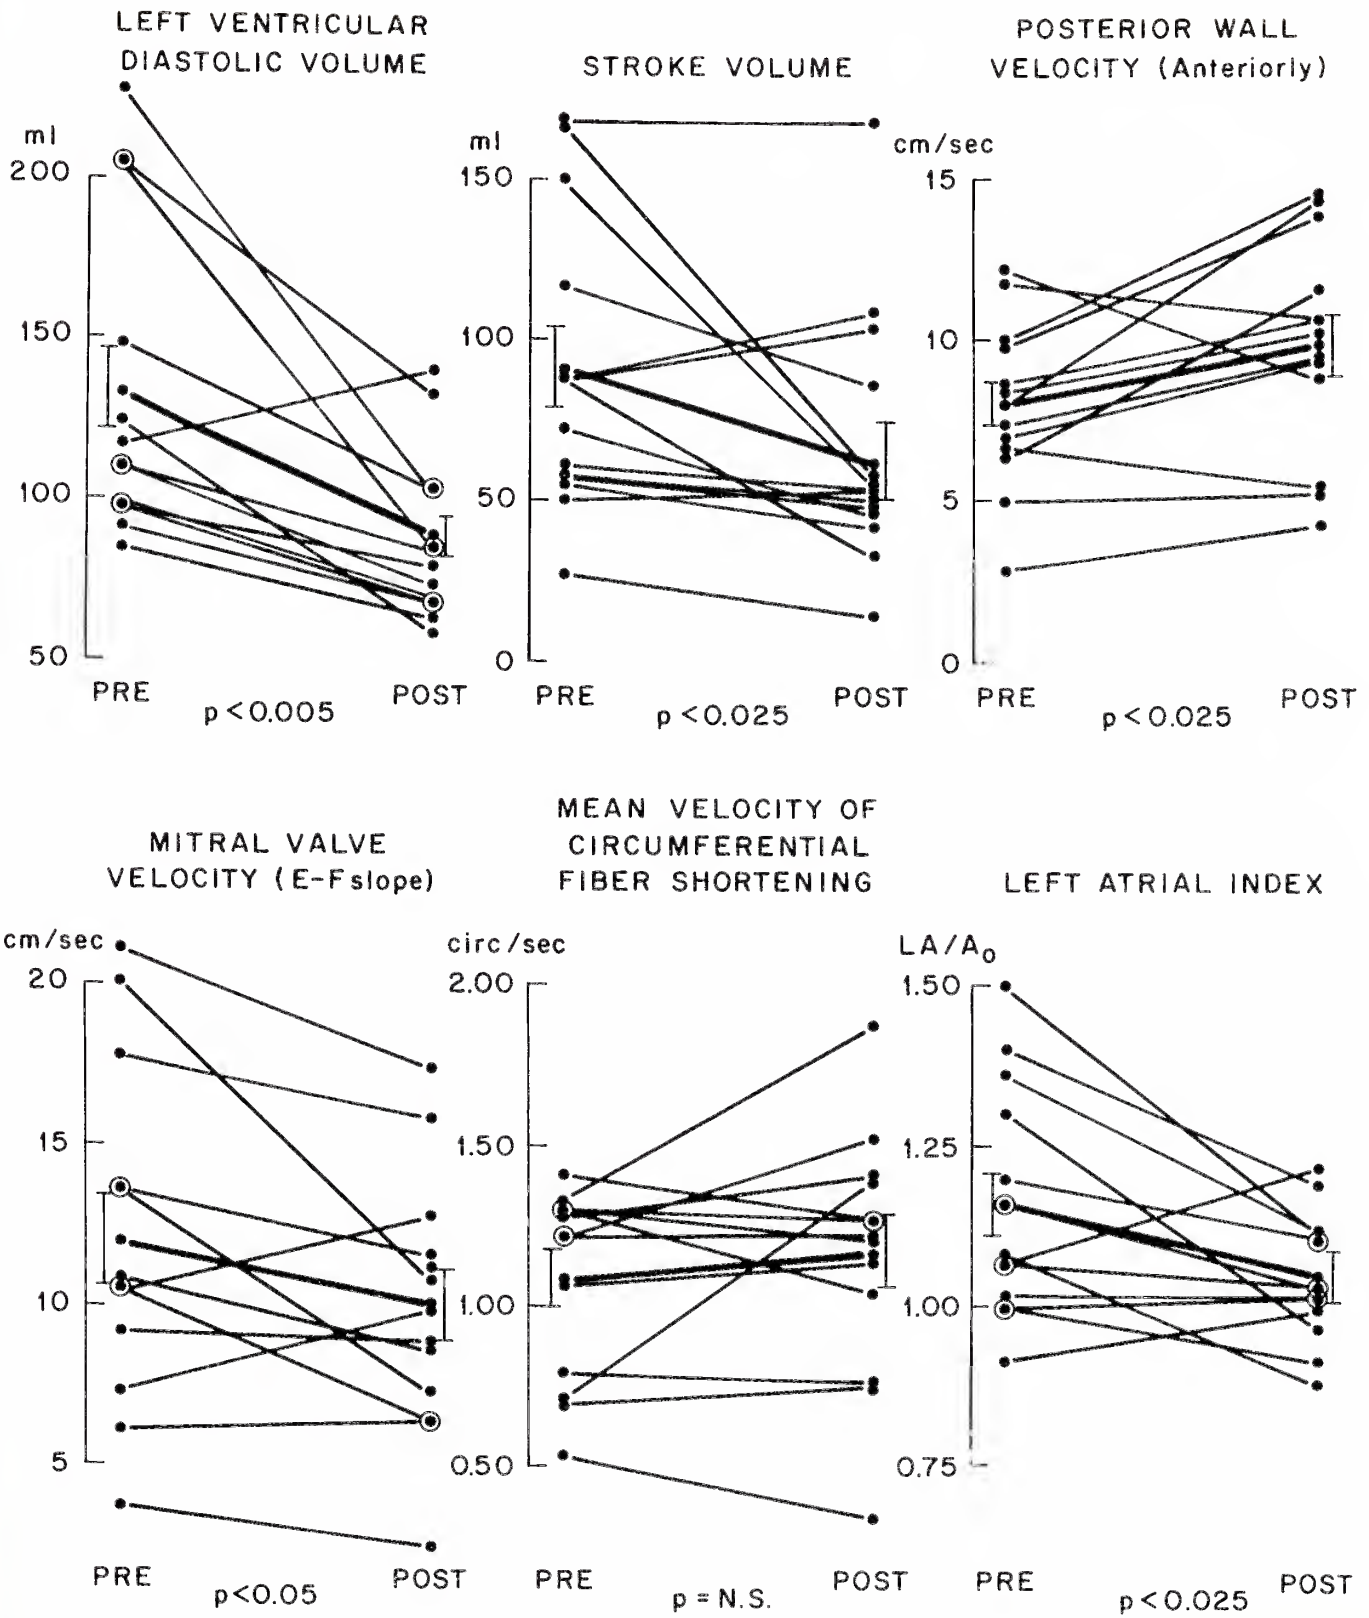 LEFT VENTRICULAR
DIASTOLIC VOLUME
ml
200
150
100
50
PRE
POST
p<0.005
STROKE VOLUME
ml
150
100
50
0
PRE
POST
p<0.025
POSTERIOR WALL
VELOCITY (Anteriorly)
cm/sec
15
10
5
0
PRE
POST
p<0.025
MITRAL VALVE
VELOCITY (E-F slope)
cm/sec
20
15
10
5
PRE
POST
p<0.05
MEAN VELOCITY OF
CIRCUMFERENTIAL
FIBER SHORTENING
circ/sec
2.00
1.50
1.00
0.50
PRE
POST
p = N.S.
LEFT ATRIAL INDEX
LA/Ao
1.50
1.25
1.00
0.75
PRE
POST
p<0.025